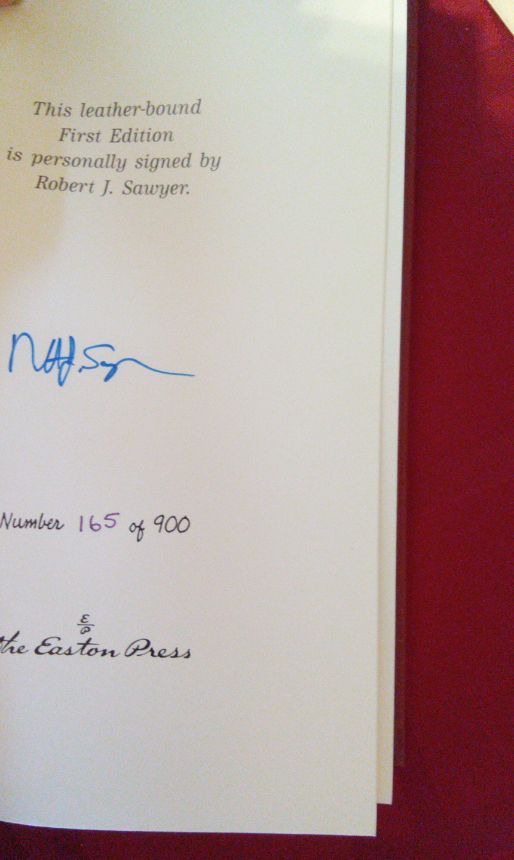 This leather-bound
First Edition
is personally signed by
Robert J. Sawyer.
Number 165 of 900
the Easton Press